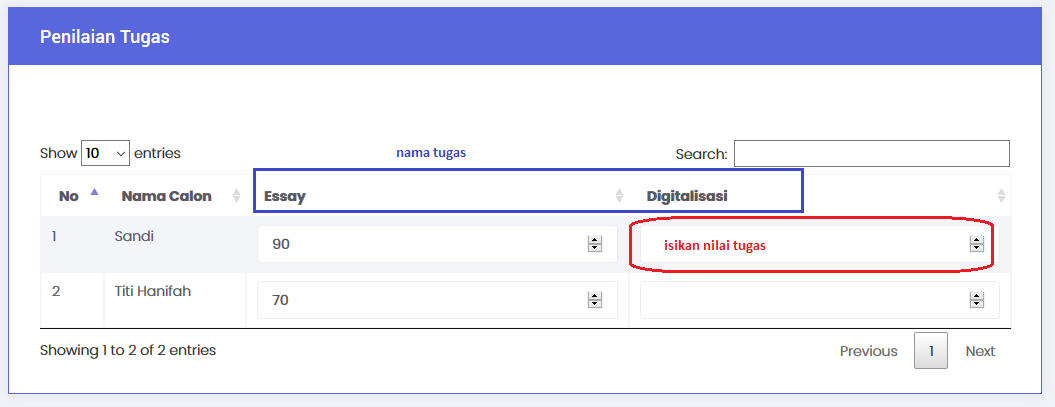 Penilaian Tugas
Show 10 entries
nama tugas
Search:
No Nama Calon Essay Digitalisasi
1 Sandi 90 isikan nilai tugas
2 Titi Hanifah 70
Showing 1 to 2 of 2 entries
Previous 1 Next